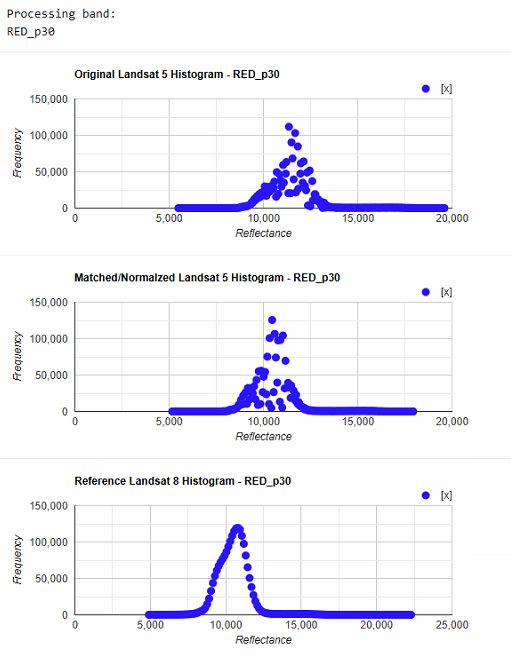 Processing band:
RED_p30
Original Landsat 5 Histogram - RED_p30
[x]
150,000
100,000
50,000
0
Frequency
0 5,000 10,000 15,000 20,000
Reflectance
Matched/Normalzed Landsat 5 Histogram - RED_p30
[x]
150,000
100,000
50,000
0
Frequency
0 5,000 10,000 15,000 20,000
Reflectance
Reference Landsat 8 Histogram - RED_p30
[x]
150,000
100,000
50,000
0
Frequency
0 5,000 10,000 15,000 20,000 25,000
Reflectance